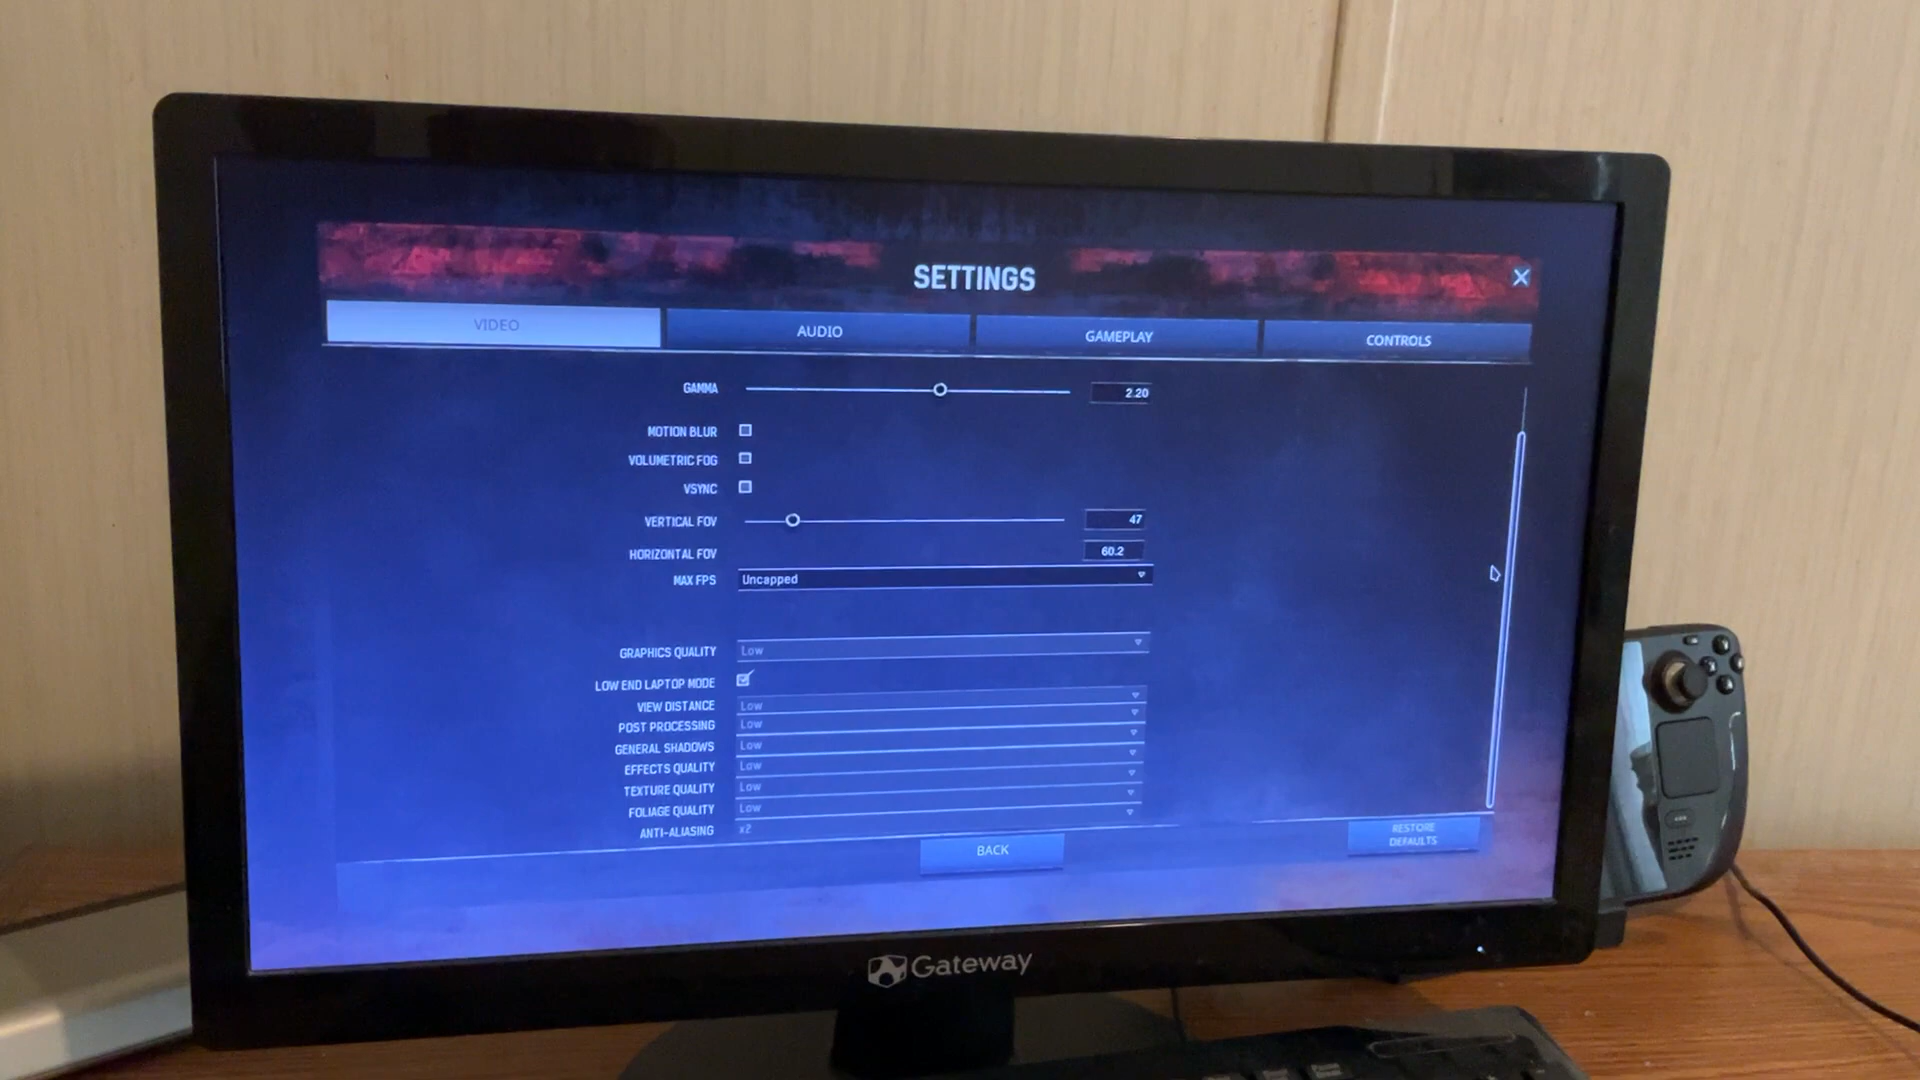 SETTINGS
VIDEO
AUDIO
GAMEPLAY
CONTROLS
GAMMA 2.20
MOTION BLUR
VOLUMETRIC FOG
VSYNC
VERTICAL FOV 47
HORIZONTAL FOV 60.2
MAX FPS Uncapped
GRAPHICS QUALITY Low
LOW END LAPTOP MODE
VIEW DISTANCE Low
POST PROCESSING Low
GENERAL SHADOWS Low
EFFECTS QUALITY Low
TEXTURE QUALITY Low
FOLIAGE QUALITY Low
ANTI-ALIASING x2
BACK
RESTORE
DEFAULTS
Gateway